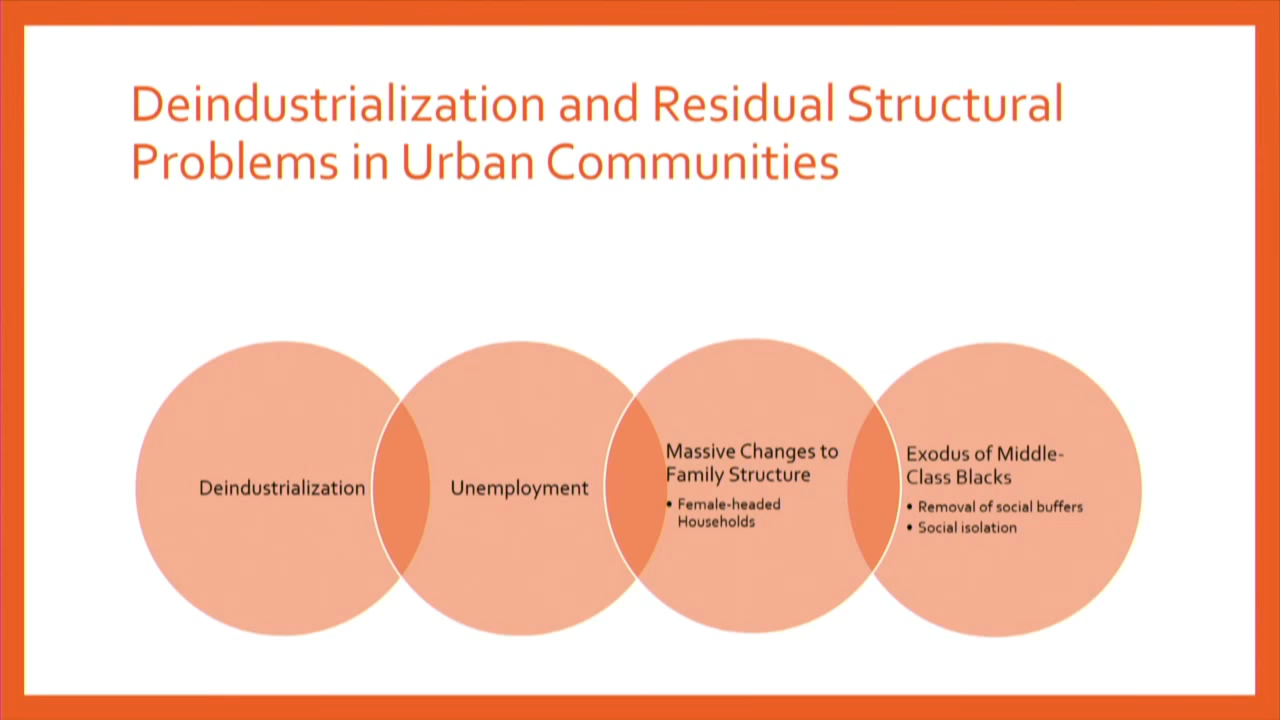 Deindustrialization and Residual Structural
Problems in Urban Communities
Deindustrialization
Unemployment
Massive Changes to
Family Structure
• Female-headed
Households
Exodus of Middle-
Class Blacks
• Removal of social buffers
• Social isolation